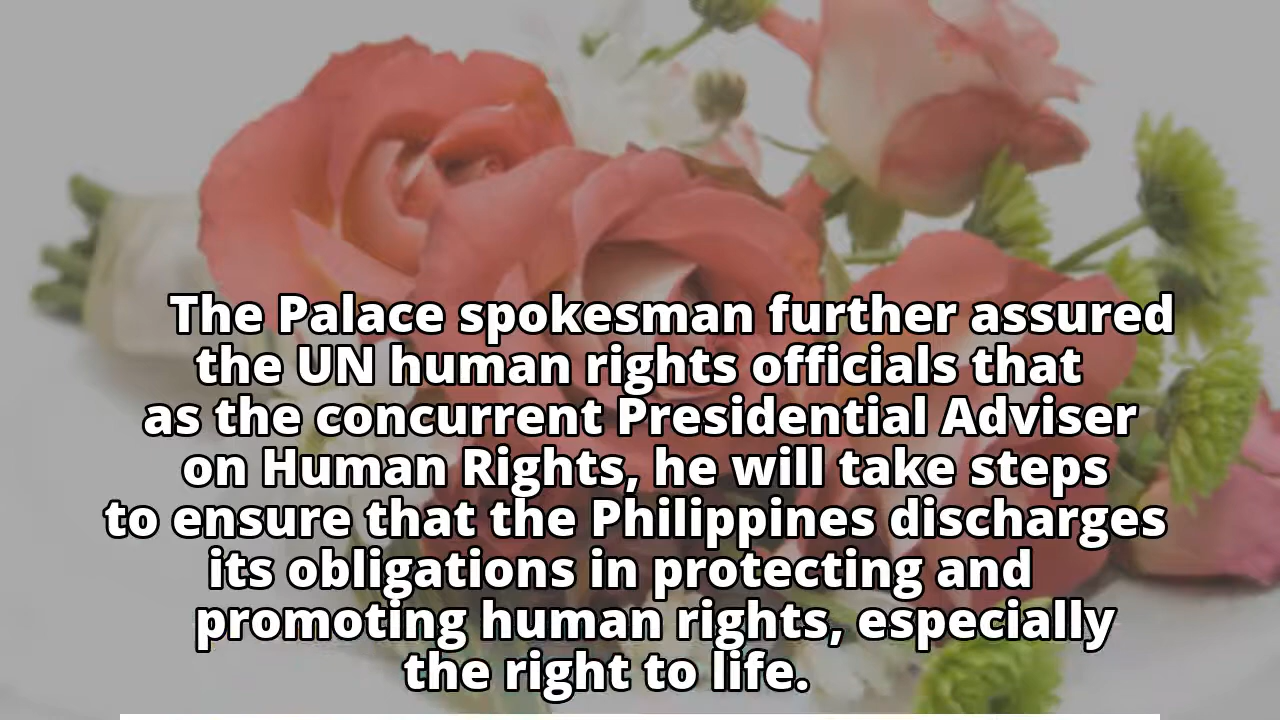 The Palace spokesman further assured
the UN human rights officials that
as the concurrent Presidential Adviser
on Human Rights, he will take steps
to ensure that the Philippines discharges
its obligations in protecting and
promoting human rights, especially
the right to life.